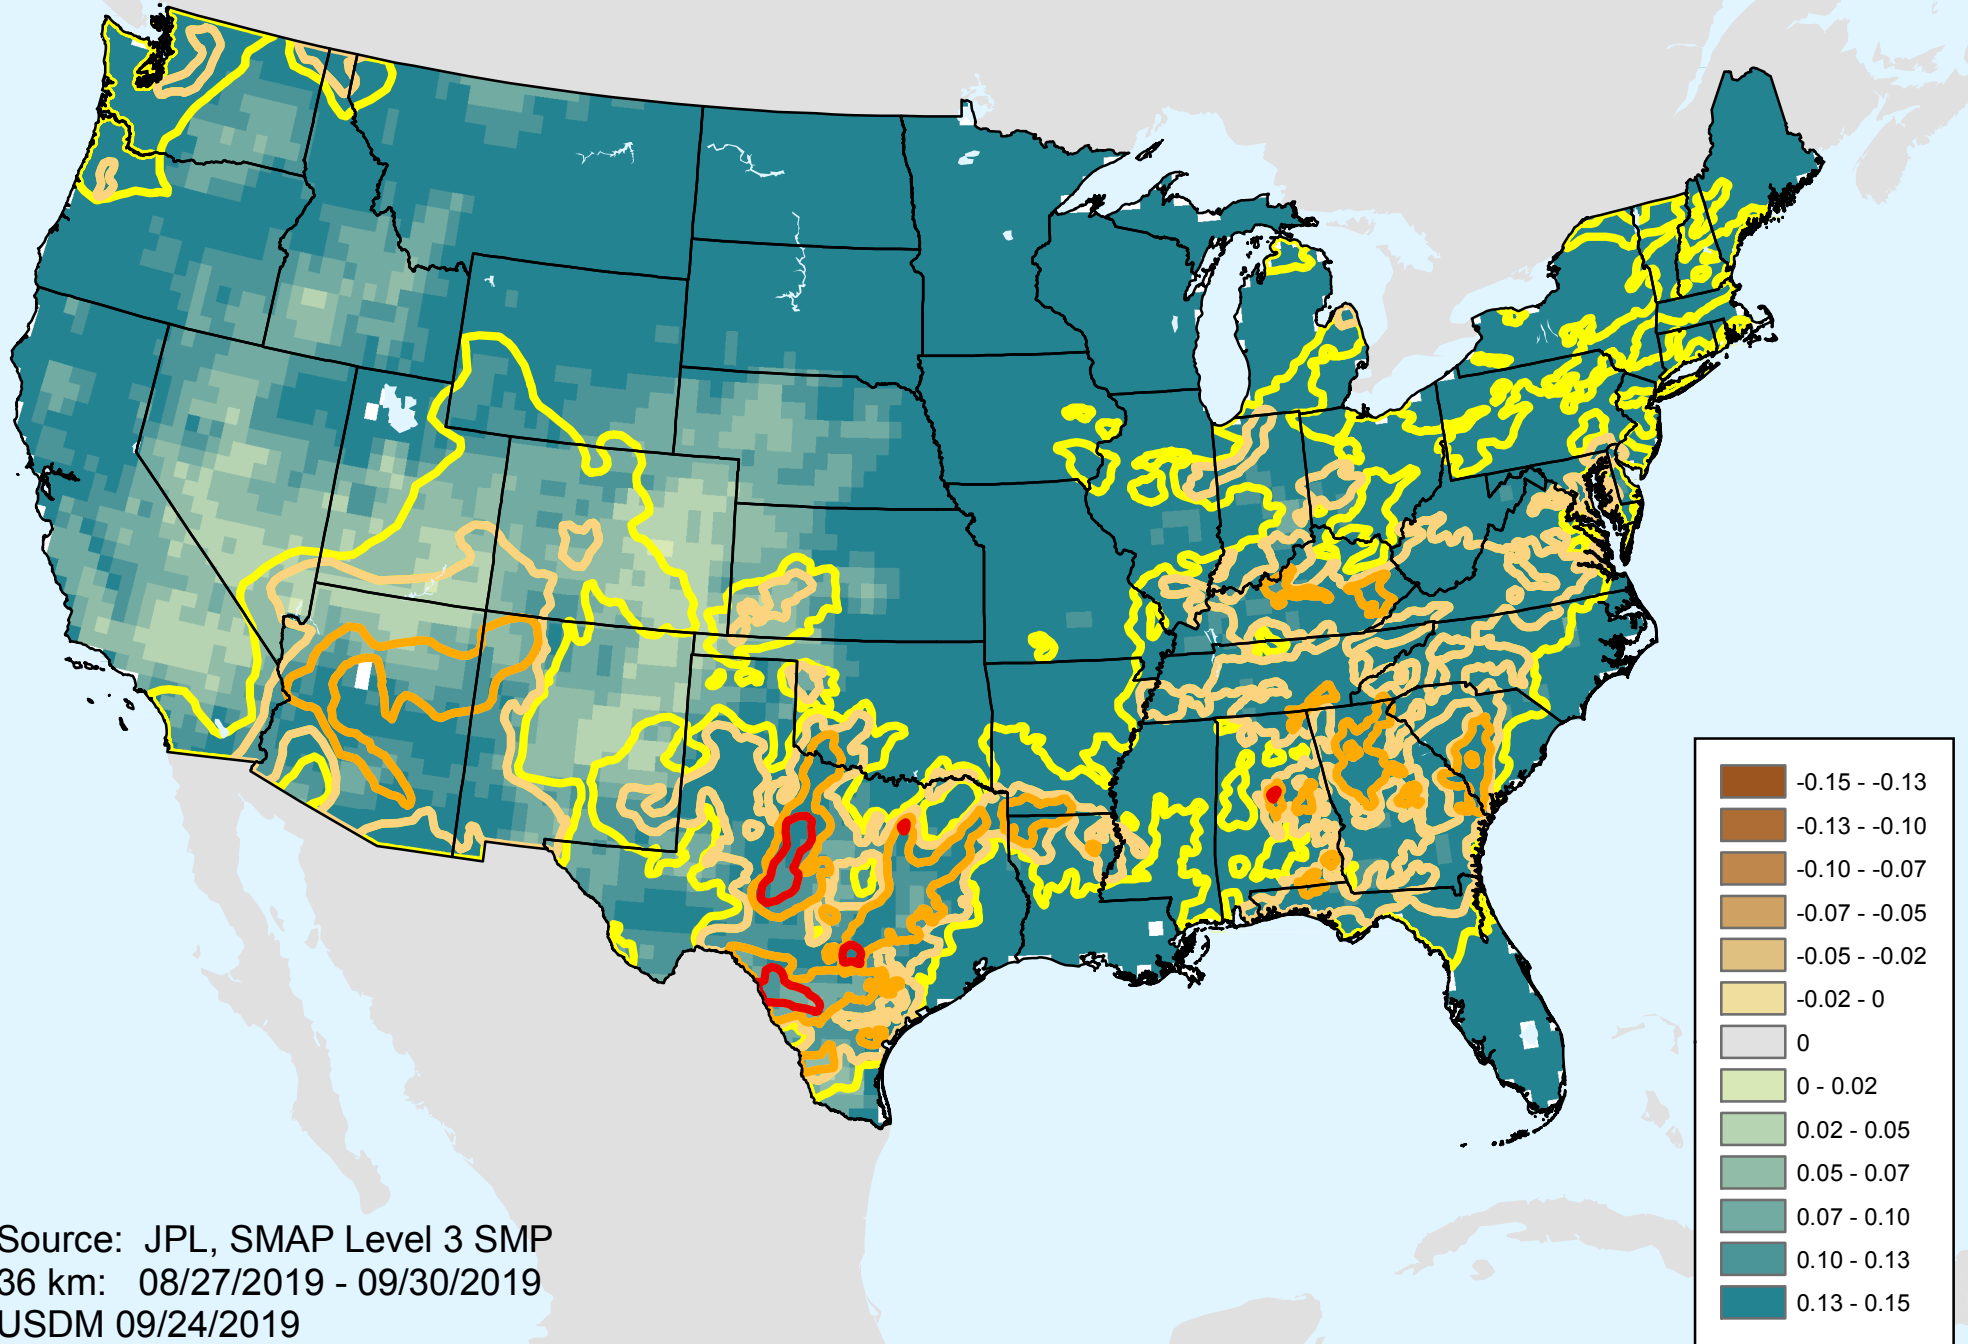 -0.15 - -0.13
-0.13 - -0.10
-0.10 - -0.07
-0.07 - -0.05
-0.05 - -0.02
-0.02 - 0
0
0 - 0.02
0.02 - 0.05
0.05 - 0.07
0.07 - 0.10
0.10 - 0.13
0.13 - 0.15
Source: JPL, SMAP Level 3 SMP
36 km: 08/27/2019 - 09/30/2019
USDM 09/24/2019